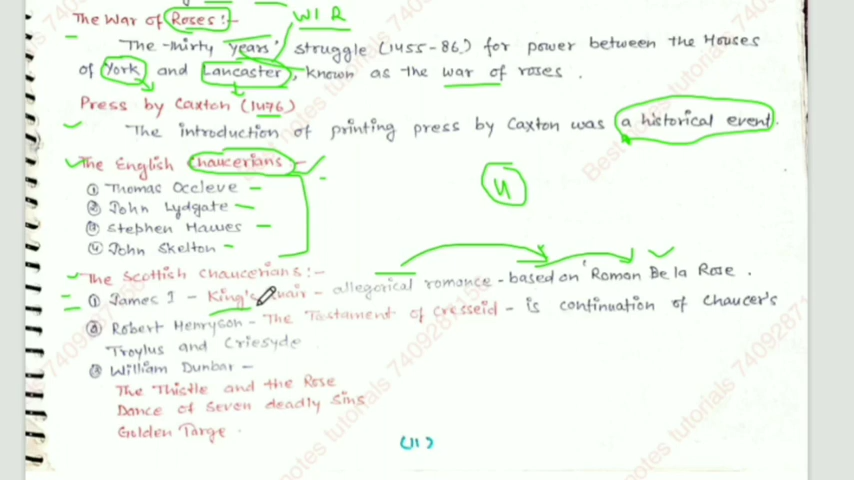 The War of Roses :-
W I R
The thirty years' struggle (1455-86) for power between the Houses
of York and Lancaster, known as the war of roses.
Press by Caxton (1476)
The introduction of printing press by Caxton was a historical event.
The English Chaucerians -
① Thomas Occleve -
② John Lydgate -
③ Stephen Hawes -
④ John Skelton -
4
The Scottish Chaucerians :-
① James I - King's Quair - allegorical romance - based on 'Roman De la Rose.
② Robert Henryson - The Testament of Cresseid - is continuation of Chaucer's
Troylus and Criesyde
③ William Dunbar -
The Thistle and the Rose
Dance of Seven deadly Sins
Golden Targe
(11)
Best notes tutorials 7409287115